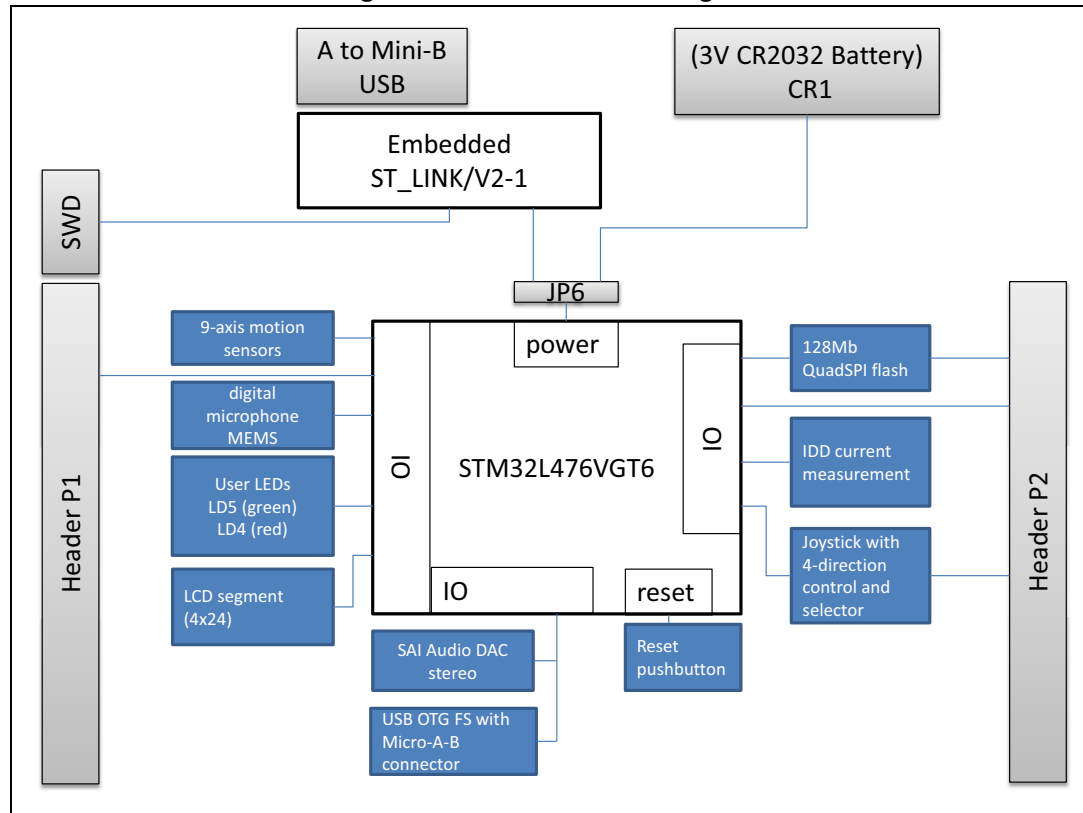 A to Mini-B
USB
(3V CR2032 Battery)
CR1
Embedded
ST_LINK/V2-1
SWD
JP6
Header P1
9-axis motion
sensors
digital
microphone
MEMS
User LEDs
LD5 (green)
LD4 (red)
LCD segment
(4x24)
IO
power
STM32L476VGT6
IO
IO
reset
128Mb
QuadSPI flash
IDD current
measurement
Joystick with
4-direction
control and
selector
Header P2
SAI Audio DAC
stereo
Reset
pushbutton
USB OTG FS with
Micro-A-B
connector